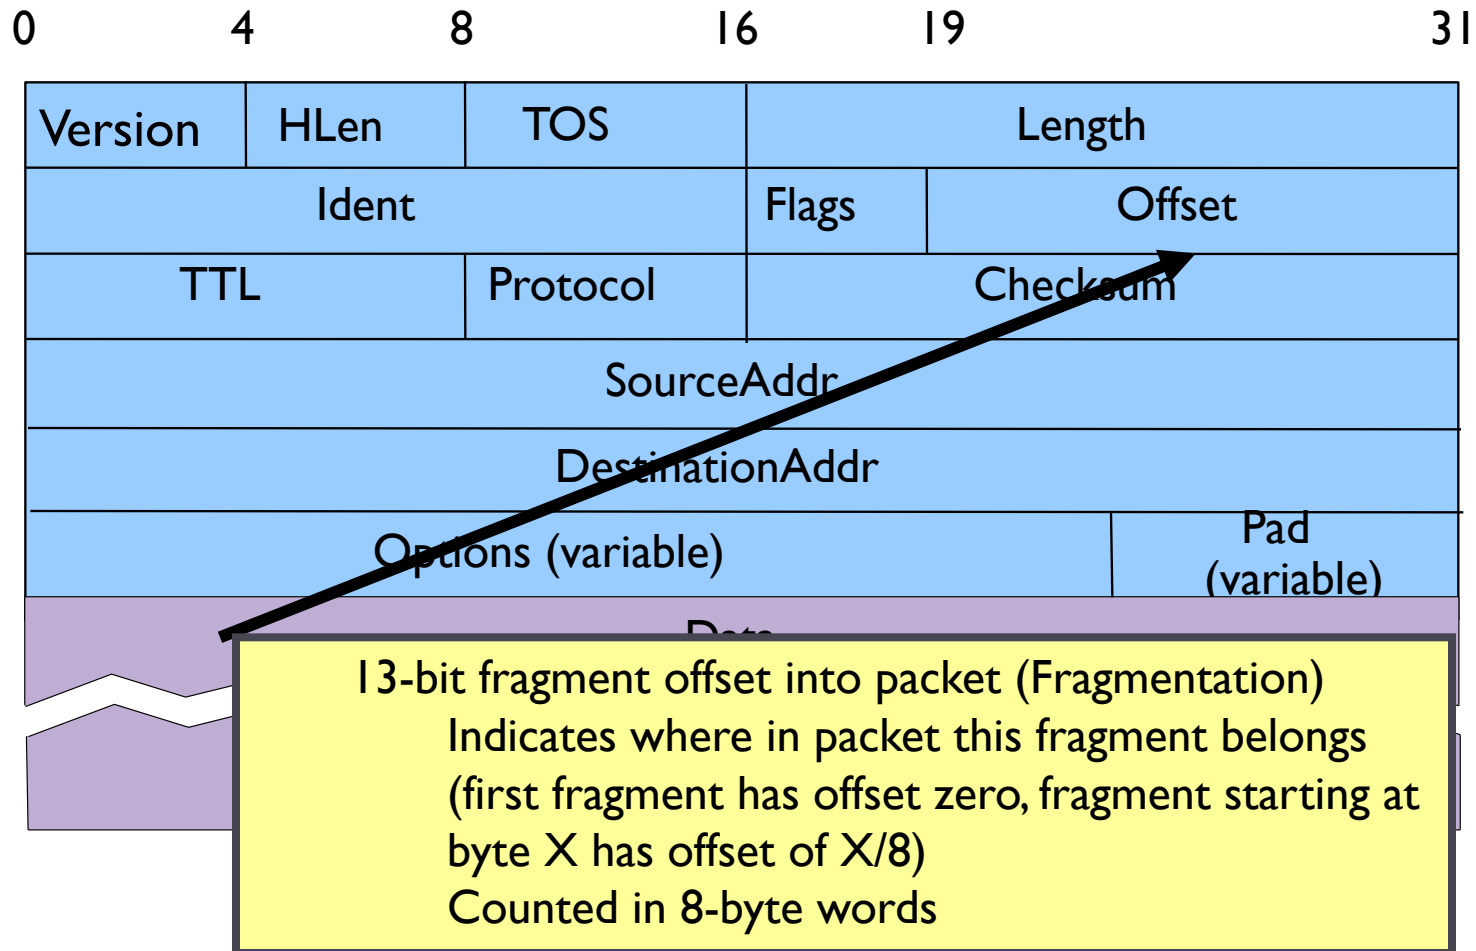 0 4 8 16 19 31
Version HLen TOS Length
Ident Flags Offset
TTL Protocol Checksum
SourceAddr
DestinationAddr
Options (variable) Pad
(variable)
Data
13-bit fragment offset into packet (Fragmentation)
Indicates where in packet this fragment belongs
(first fragment has offset zero, fragment starting at
byte X has offset of X/8)
Counted in 8-byte words